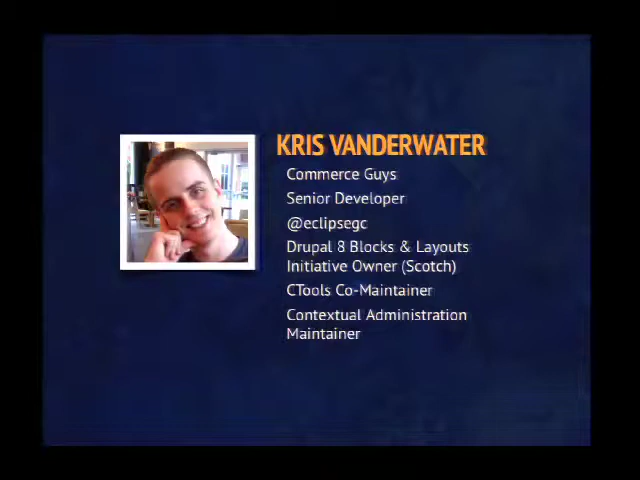 KRIS VANDERWATER
Commerce Guys
Senior Developer
@eclipsegc
Drupal 8 Blocks & Layouts
Initiative Owner (Scotch)
CTools Co-Maintainer
Contextual Administration
Maintainer